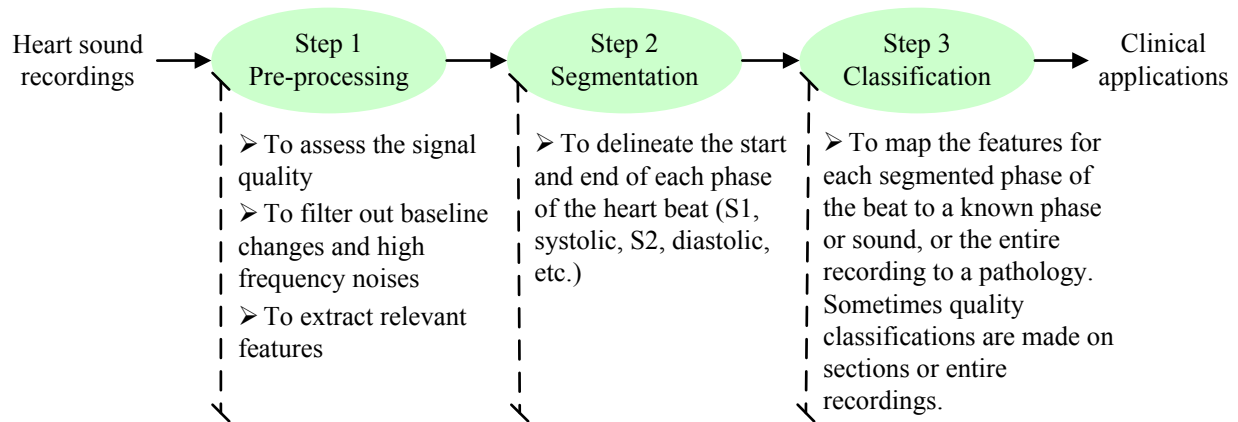 Heart sound
recordings
Step 1
Pre-processing
Step 2
Segmentation
Step 3
Classification
Clinical
applications
➢ To assess the signal
quality
➢ To filter out baseline
changes and high
frequency noises
➢ To extract relevant
features
➢ To delineate the start
and end of each phase
of the heart beat (S1,
systolic, S2, diastolic,
etc.)
➢ To map the features for
each segmented phase of
the beat to a known phase
or sound, or the entire
recording to a pathology.
Sometimes quality
classifications are made on
sections or entire
recordings.